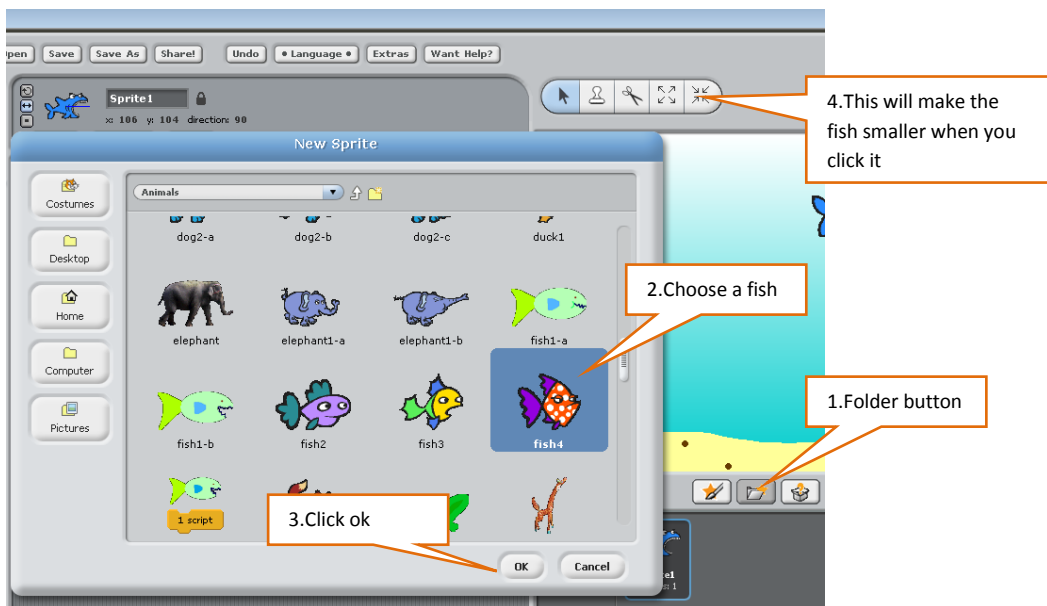 pen Save Save As Share! Undo • Language • Extras Want Help?
Sprite1
x: 106 y: 104 direction: 90
4.This will make the
fish smaller when you
click it
New Sprite
Costumes
Desktop
Home
Computer
Pictures
Animals
dog2-a dog2-b dog2-c duck1
2.Choose a fish
elephant elephant1-a elephant1-b fish1-a
1.Folder button
fish1-b fish2 fish3 fish4
1 script
3.Click ok
OK Cancel